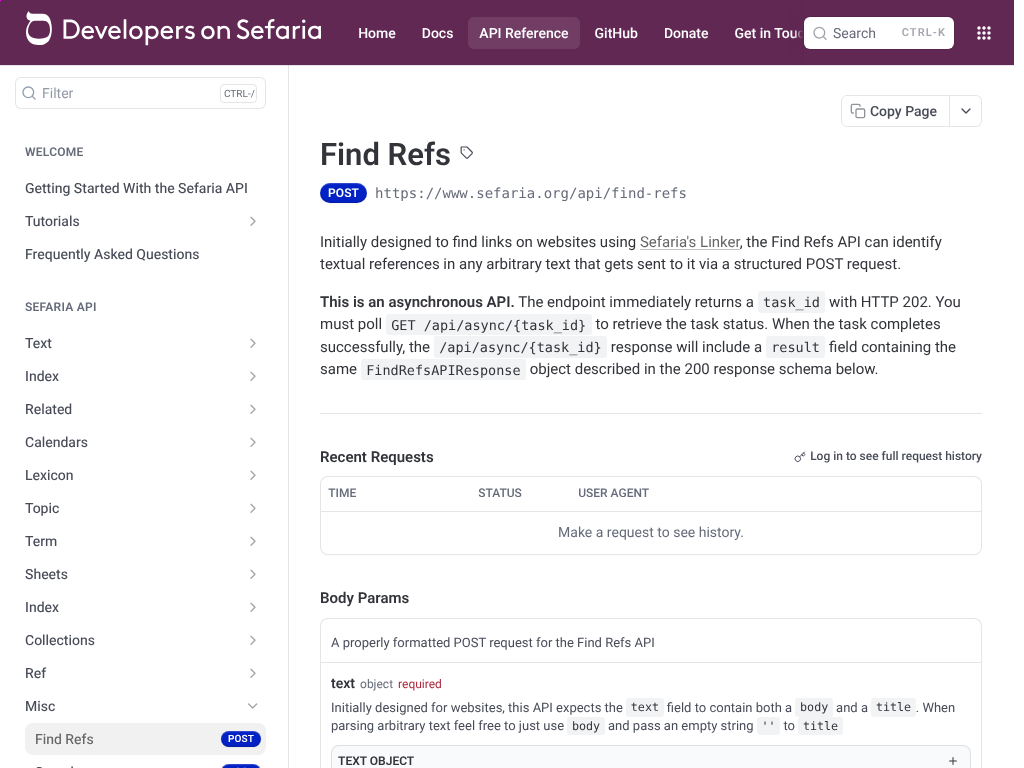 Developers on Sefaria
Home Docs API Reference GitHub Donate Get in Tou Search CTRL-K
Filter CTRL-/
WELCOME
Getting Started With the Sefaria API
Tutorials
Frequently Asked Questions
SEFARIA API
Text
Index
Related
Calendars
Lexicon
Topic
Term
Sheets
Index
Collections
Ref
Misc
Find Refs POST
Copy Page
Find Refs
POST https://www.sefaria.org/api/find-refs
Initially designed to find links on websites using Sefaria's Linker, the Find Refs API can identify
textual references in any arbitrary text that gets sent to it via a structured POST request.
This is an asynchronous API. The endpoint immediately returns a task_id with HTTP 202. You
must poll GET /api/async/{task_id} to retrieve the task status. When the task completes
successfully, the /api/async/{task_id} response will include a result field containing the
same FindRefsAPIResponse object described in the 200 response schema below.
Recent Requests Log in to see full request history
TIME STATUS USER AGENT
Make a request to see history.
Body Params
A properly formatted POST request for the Find Refs API
text object required
Initially designed for websites, this API expects the text field to contain both a body and a title. When
parsing arbitrary text feel free to just use body and pass an empty string '' to title
TEXT OBJECT